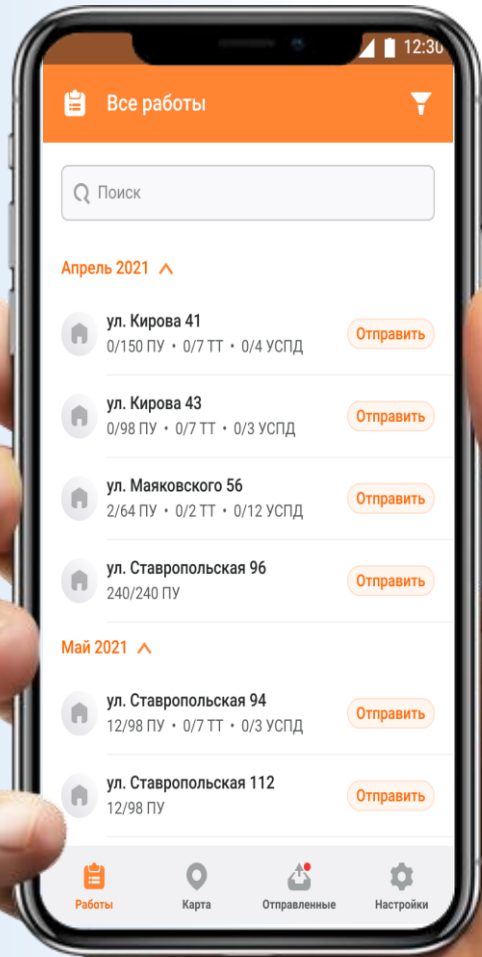 12:30
Все работы
Поиск
Апрель 2021
ул. Кирова 41
0/150 ПУ • 0/7 ТТ • 0/4 УСПД
Отправить
ул. Кирова 43
0/98 ПУ • 0/7 ТТ • 0/3 УСПД
Отправить
ул. Маяковского 56
2/64 ПУ • 0/2 ТТ • 0/12 УСПД
Отправить
ул. Ставропольская 96
240/240 ПУ
Отправить
Май 2021
ул. Ставропольская 94
12/98 ПУ • 0/7 ТТ • 0/3 УСПД
Отправить
ул. Ставропольская 112
12/98 ПУ
Отправить
Работы
Карта
Отправленные
Настройки